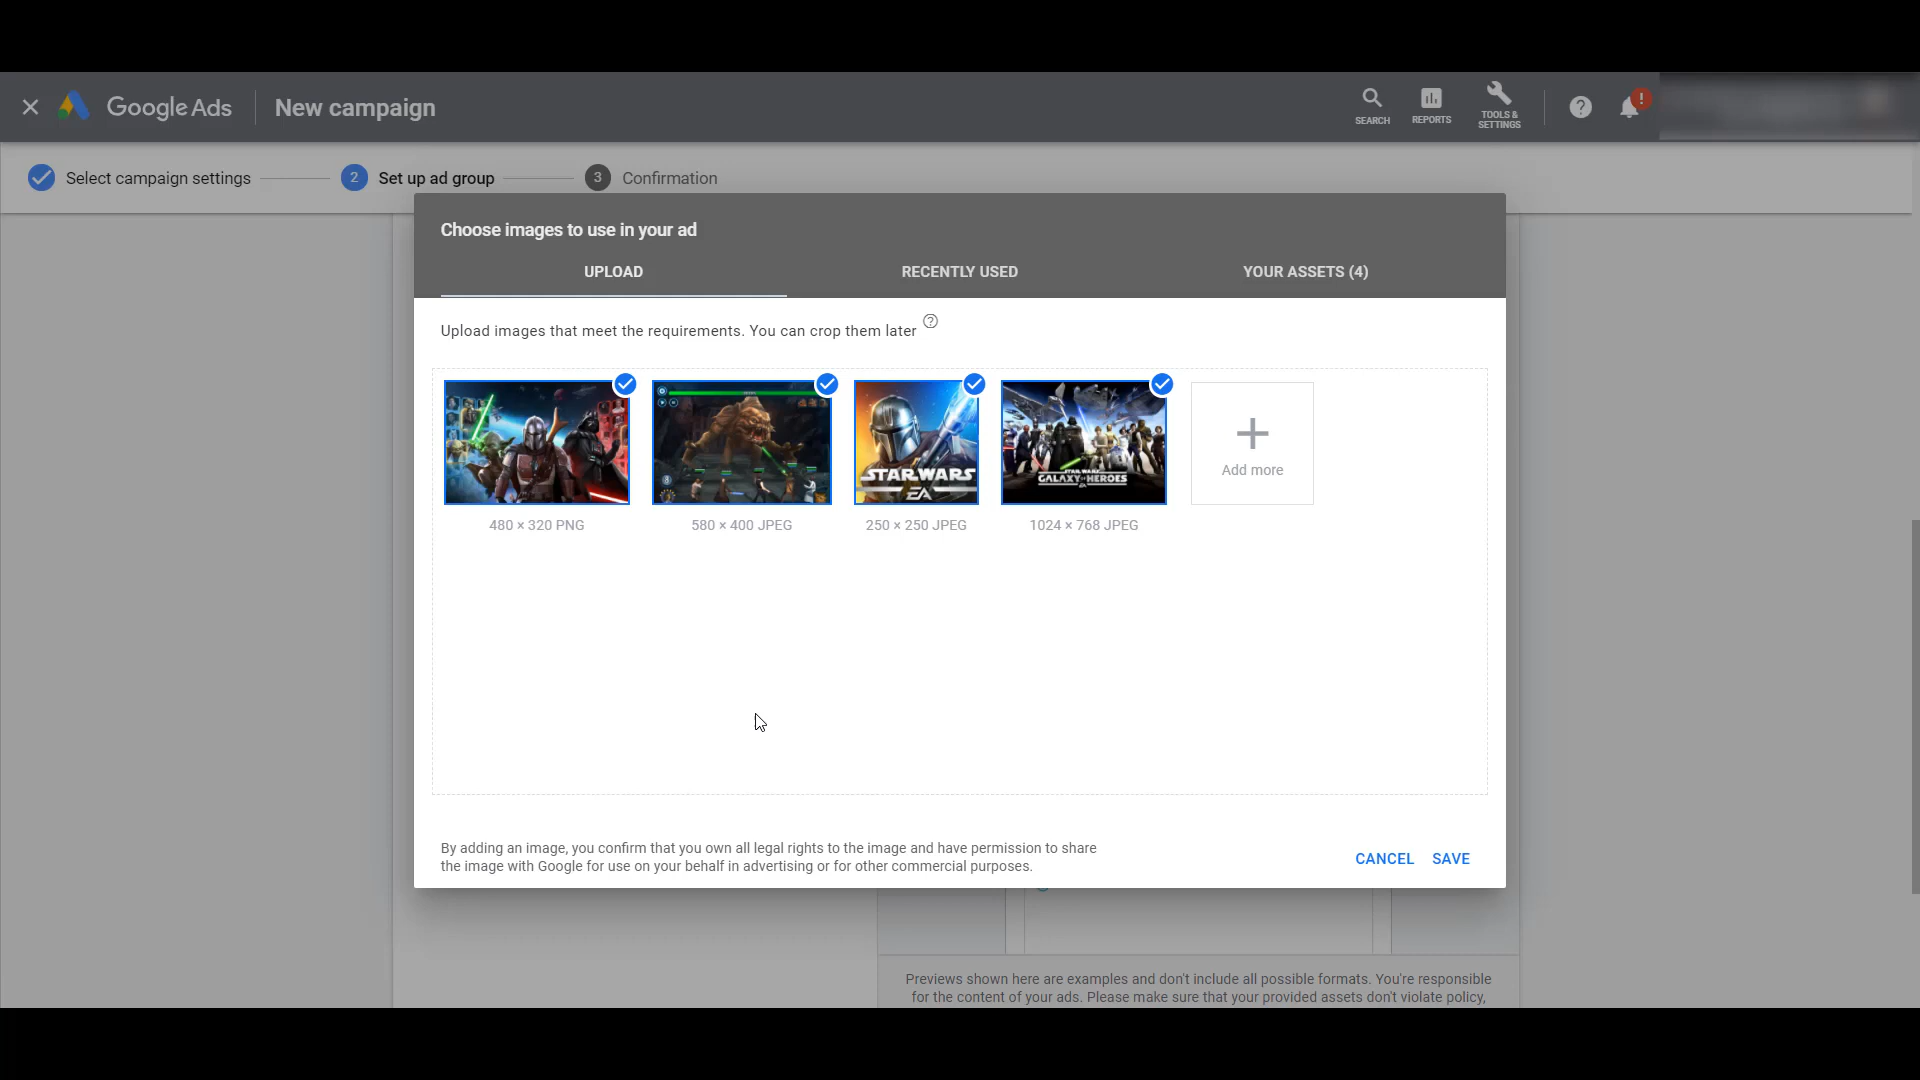 Google Ads
New campaign
SEARCH
REPORTS
TOOLS &
SETTINGS
?
!
Select campaign settings
2
Set up ad group
3
Confirmation
Choose images to use in your ad
UPLOAD
RECENTLY USED
YOUR ASSETS (4)
Upload images that meet the requirements. You can crop them later
?
STAR WARS
EA
STAR WARS
GALAXY OF HEROES
Add more
480 × 320 PNG
580 × 400 JPEG
250 × 250 JPEG
1024 × 768 JPEG
By adding an image, you confirm that you own all legal rights to the image and have permission to share
the image with Google for use on your behalf in advertising or for other commercial purposes.
CANCEL
SAVE
Previews shown here are examples and don't include all possible formats. You're responsible
for the content of your ads. Please make sure that your provided assets don't violate policy,